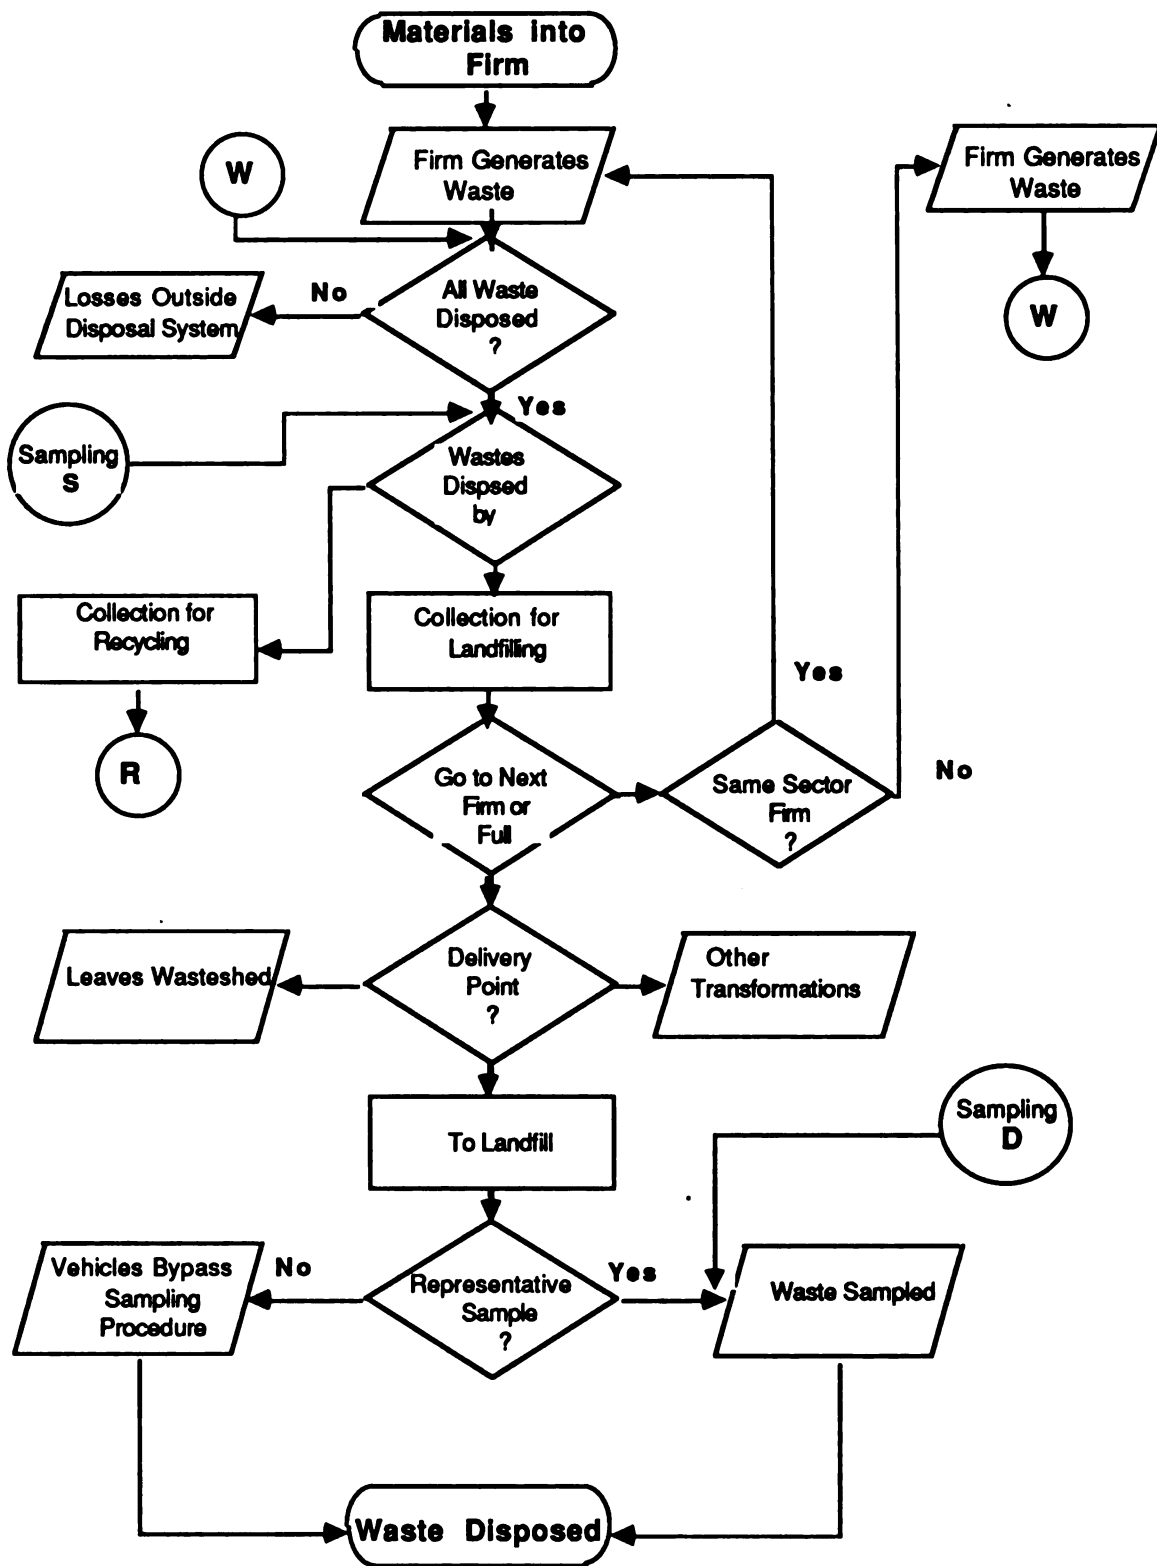 Materials into
Firm
Firm Generates
Waste
Firm Generates
Waste
W
W
Losses Outside
Disposal System
No
All Waste
Disposed
?
Yes
Sampling
S
Wastes
Dispsed
by
Collection for
Recycling
Collection for
Landfilling
R
Go to Next
Firm or
Full
Yes
Same Sector
Firm
?
No
Leaves Wasteshed
Delivery
Point
?
Other
Transformations
To Landfill
Sampling
D
Vehicles Bypass
Sampling
Procedure
No
Representative
Sample
?
Yes
Waste Sampled
Waste Disposed